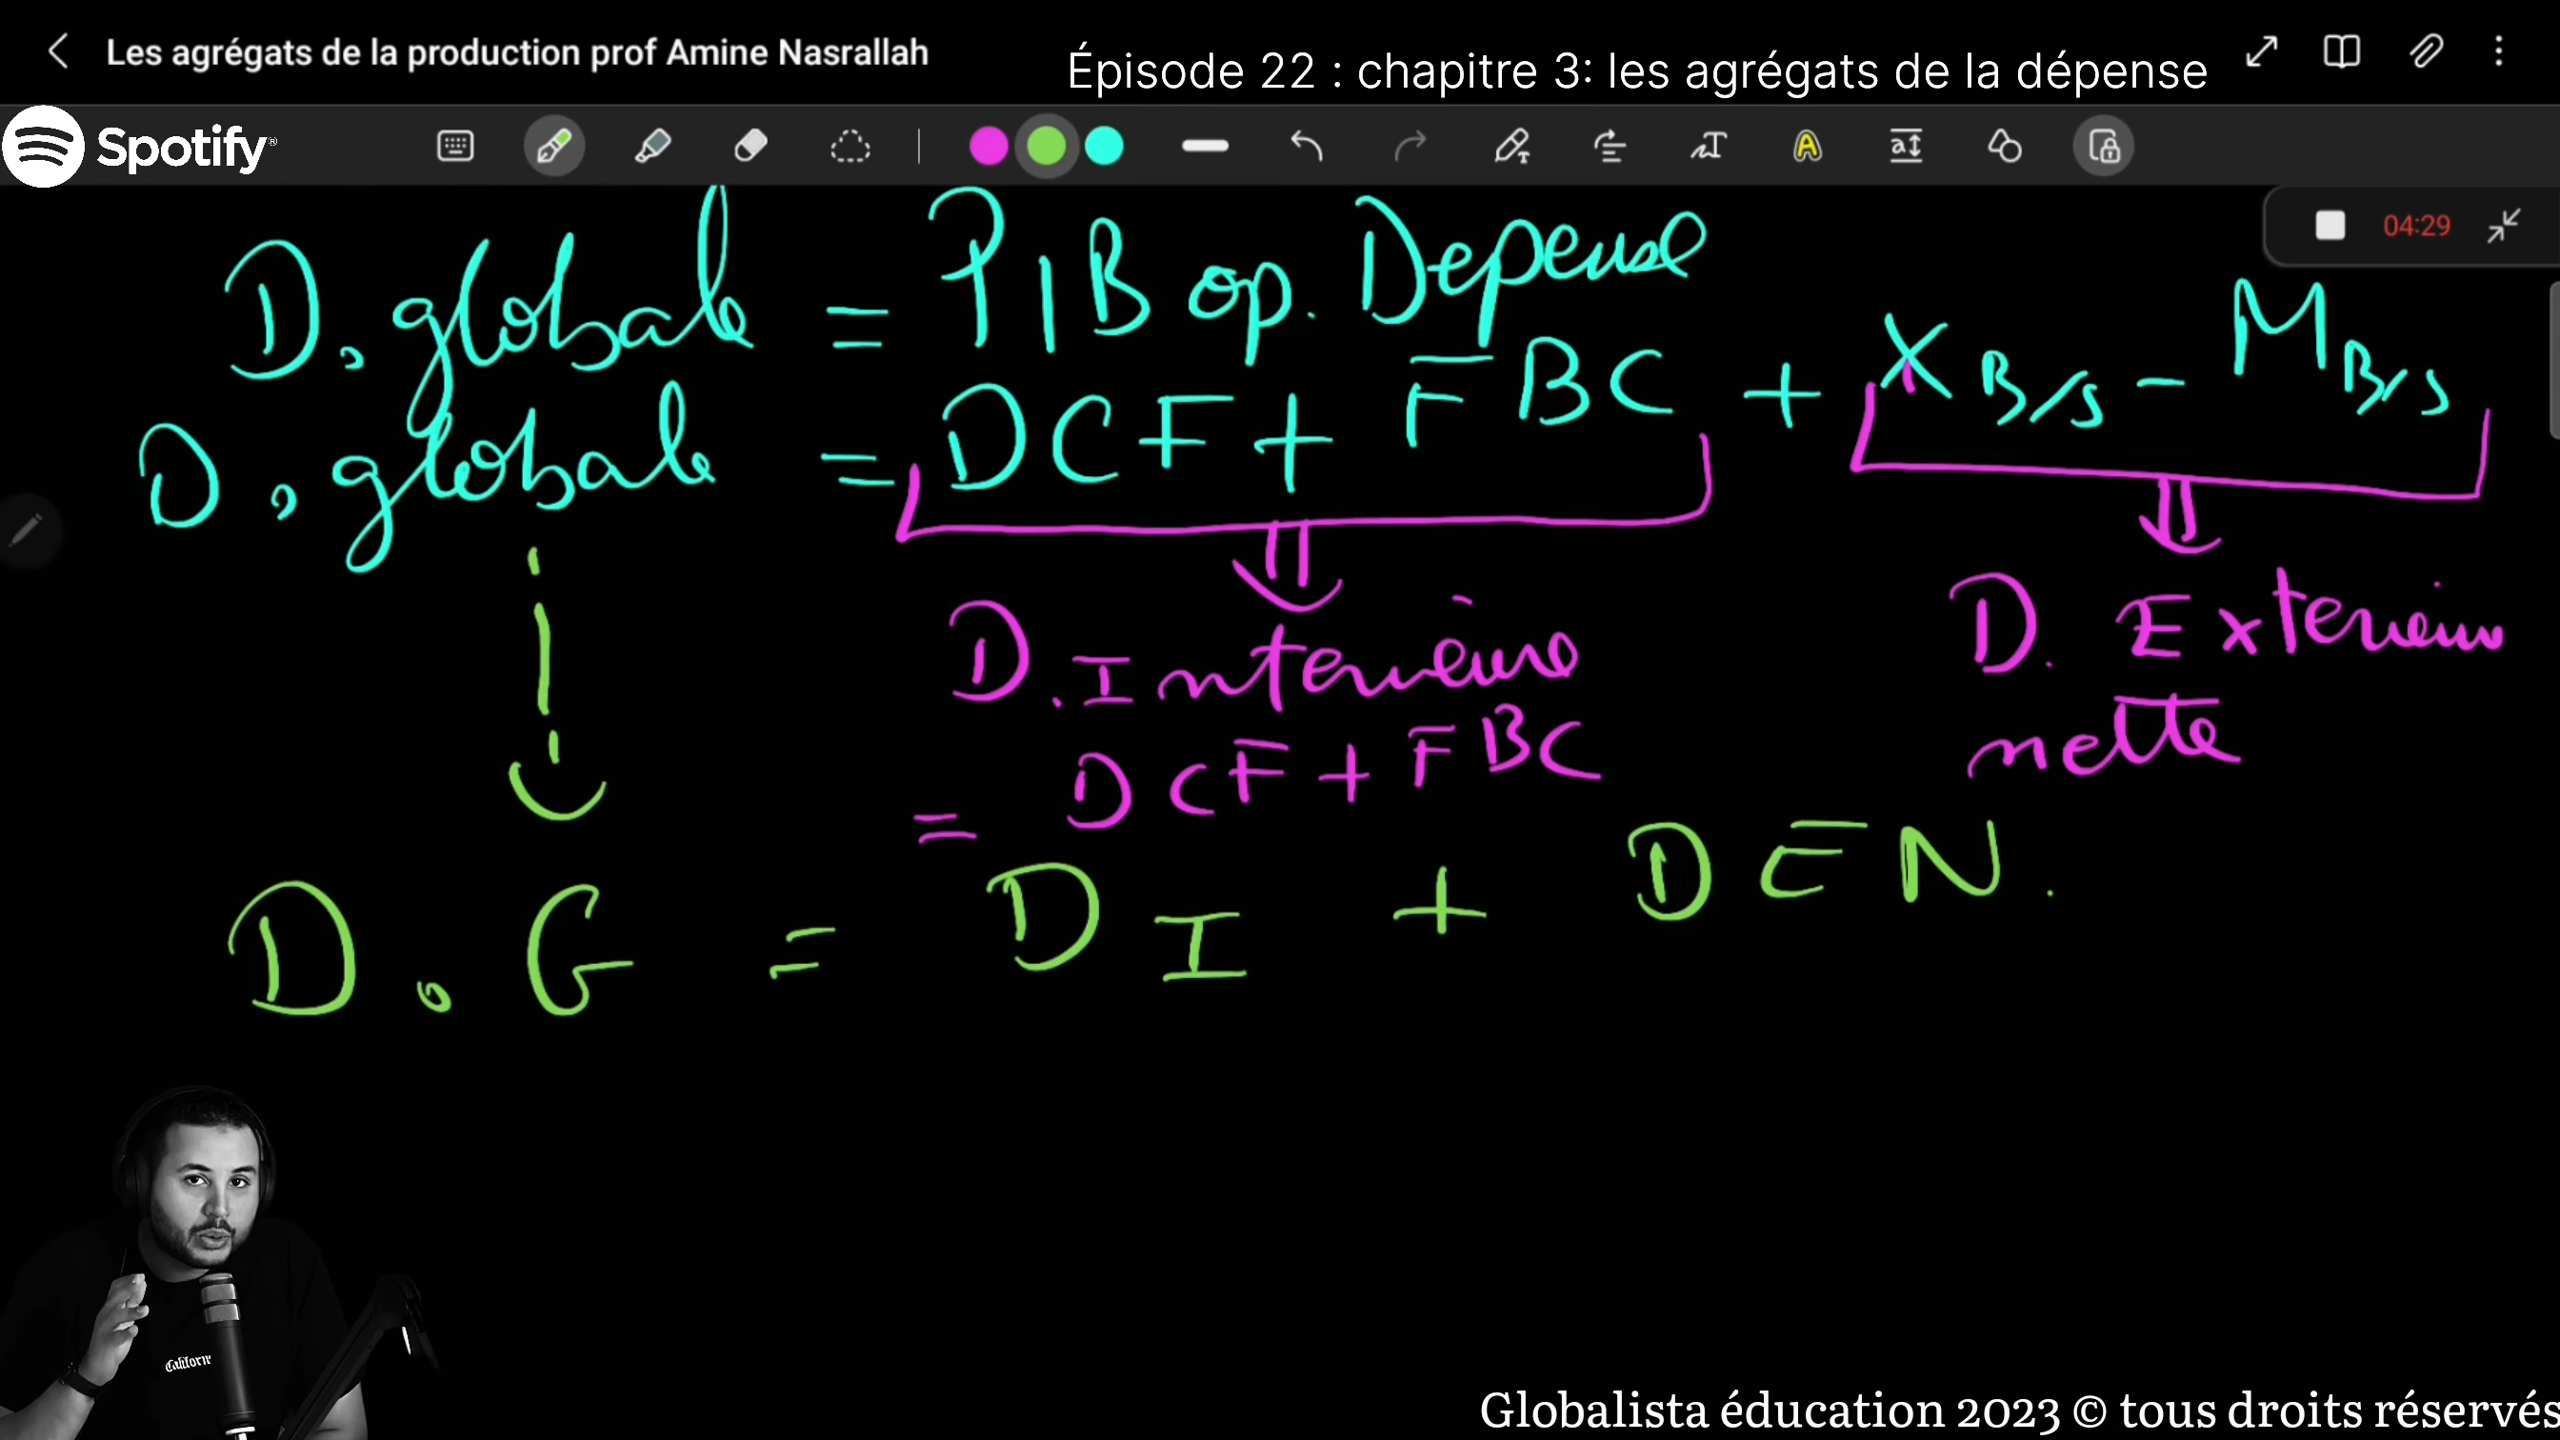 Les agrégats de la production prof Amine Nasrallah
Épisode 22 : chapitre 3: les agrégats de la dépense
Spotify
04:29
D. globale = PIB op. Depense
D. globale = DCF + FBC + X B/S - M B/S
D. Interieure
D. Exterieur
nette
= DCF + FBC
D. G = DI + DEN.
Californ
Globalista éducation 2023 © tous droits réservés